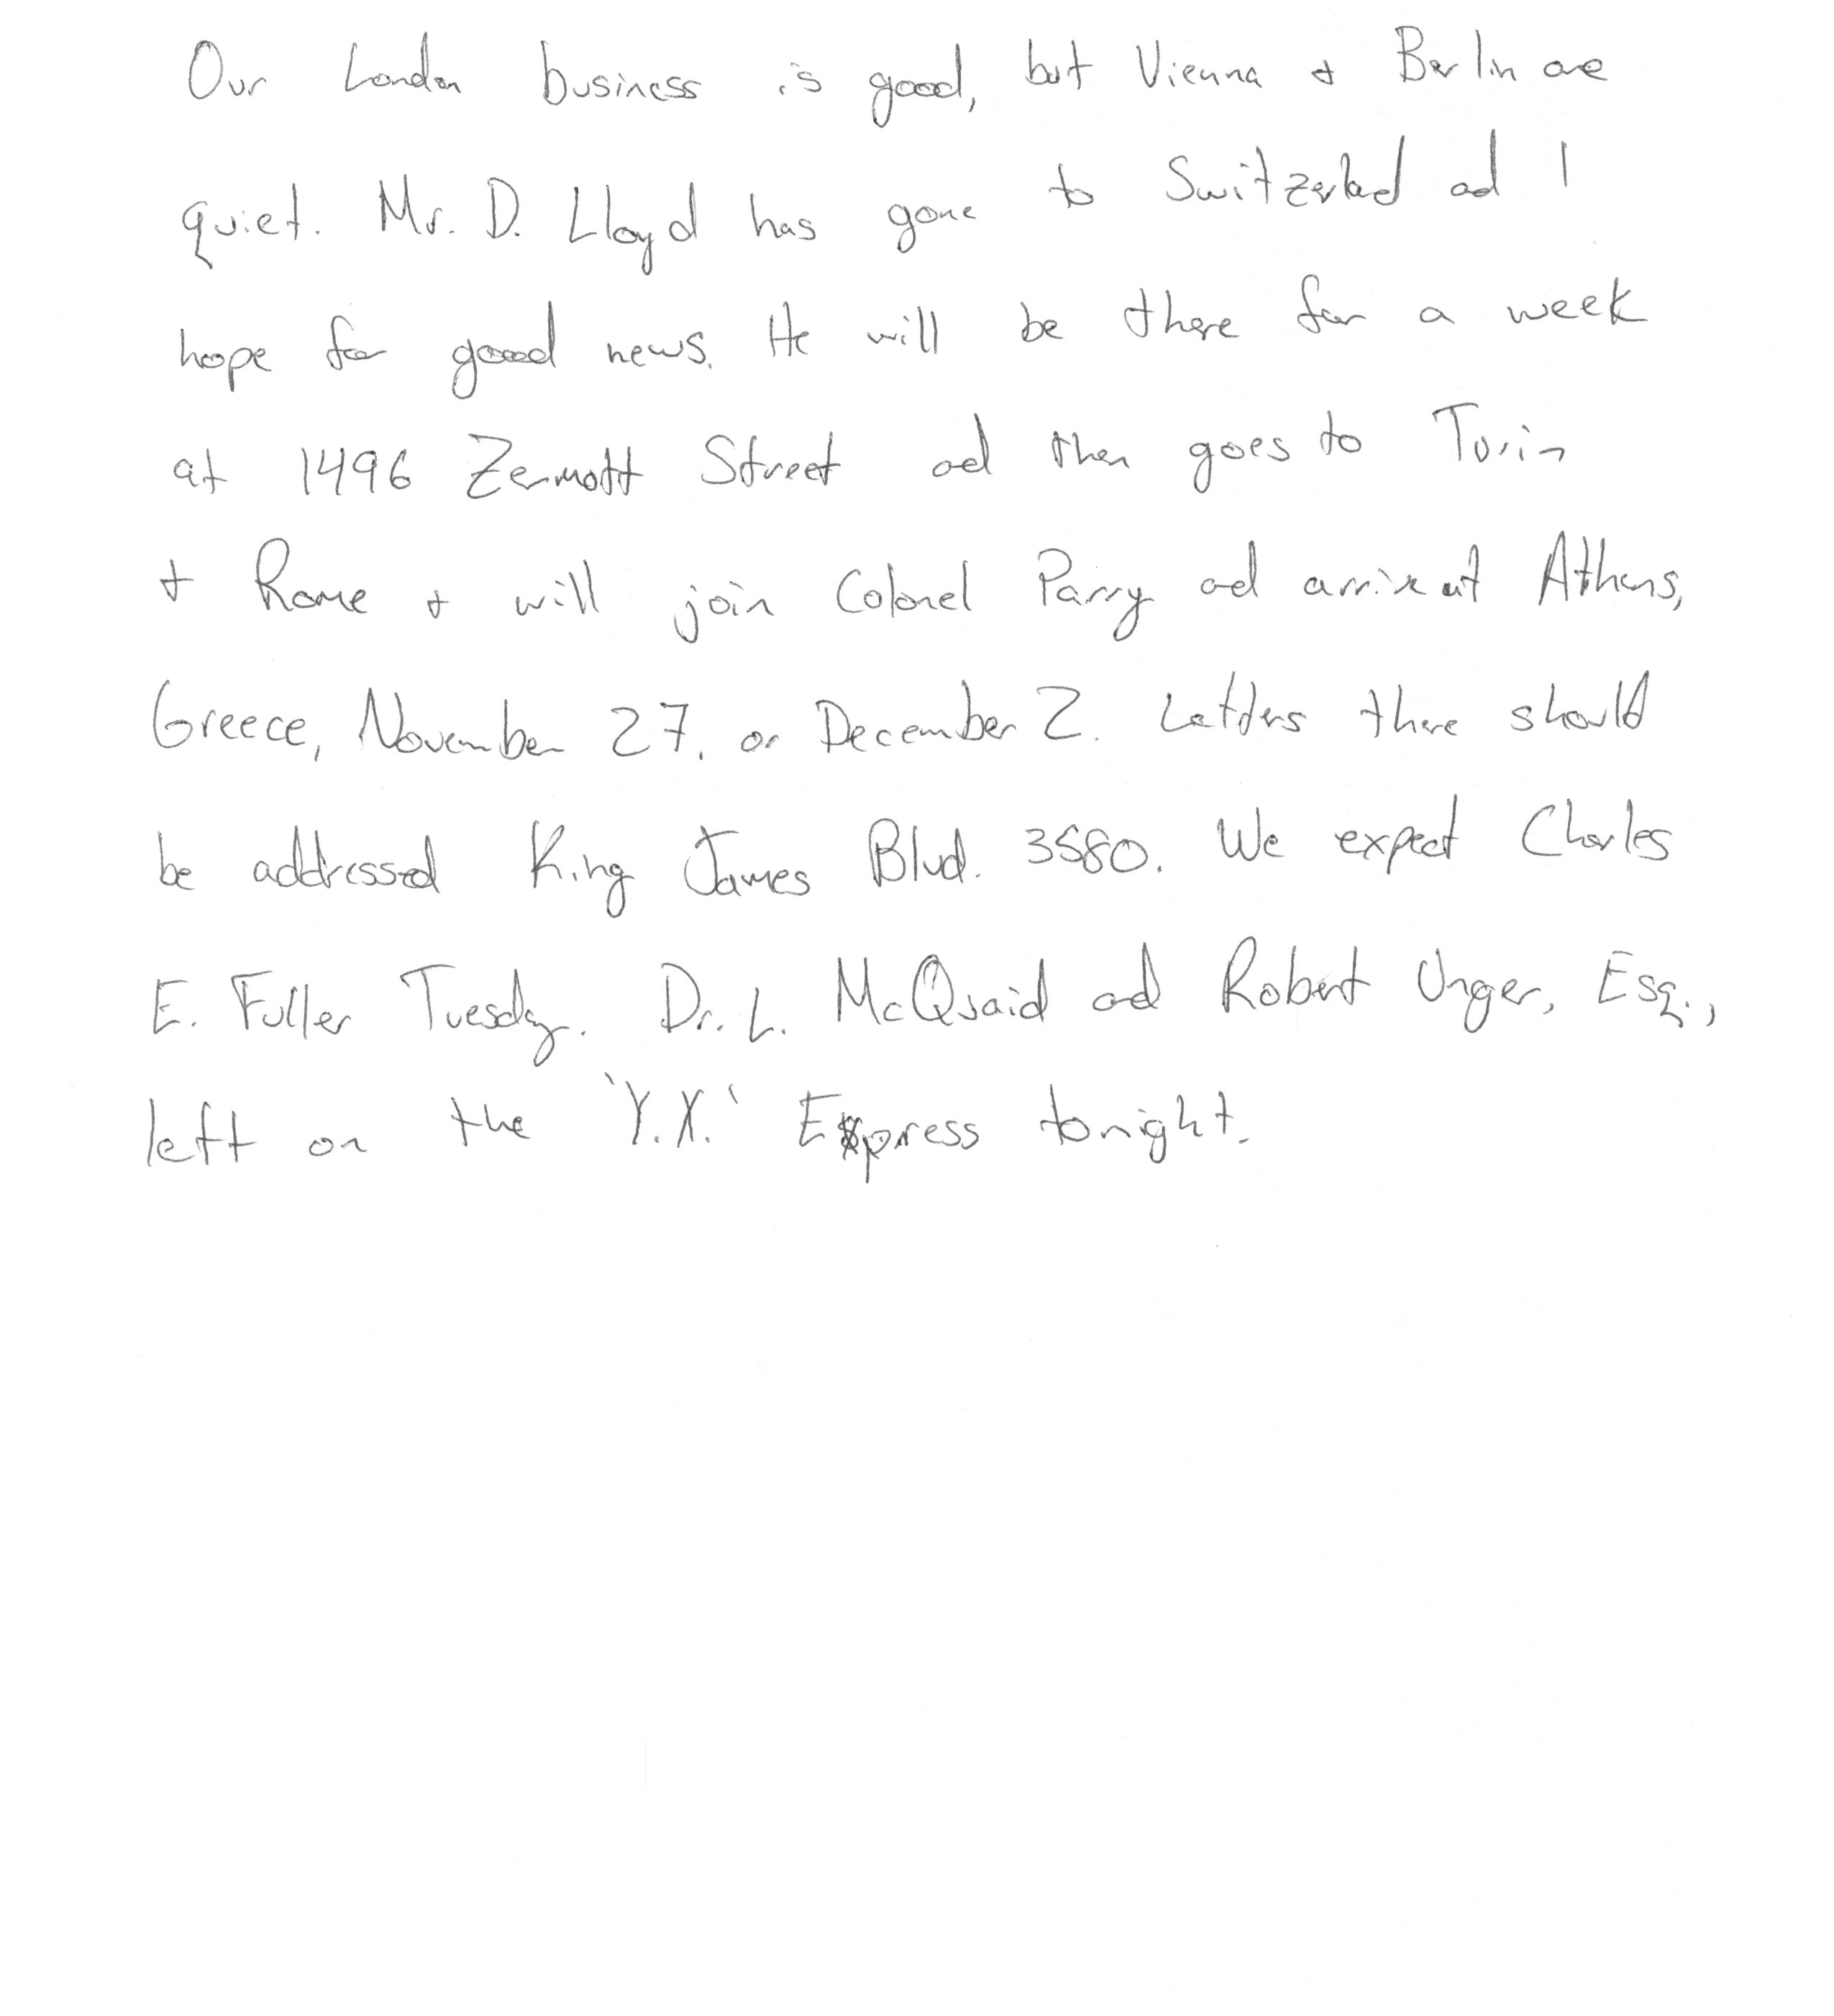 Our London business is good, but Vienna & Berlin are
quiet. Mr. D. Lloyd has gone to Switzerland and I
hope for good news. He will be there for a week
at 1496 Zermott Street and then goes to Turin
& Rome & will join Colonel Parry and arrive at Athens,
Greece, November 27. or December 2. Letters there should
be addressed King James Blvd. 3580. We expect Charles
E. Fuller Tuesday. Dr. L. McQuaid and Robert Unger, Esq.,
left on the 'Y.X.' Express tonight.